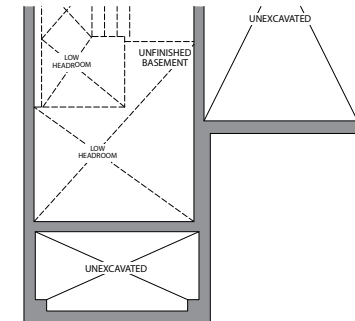 UNEXCAVATED
UNFINISHED
BASEMENT
LOW
HEADROOM
LOW
HEADROOM
UNEXCAVATED